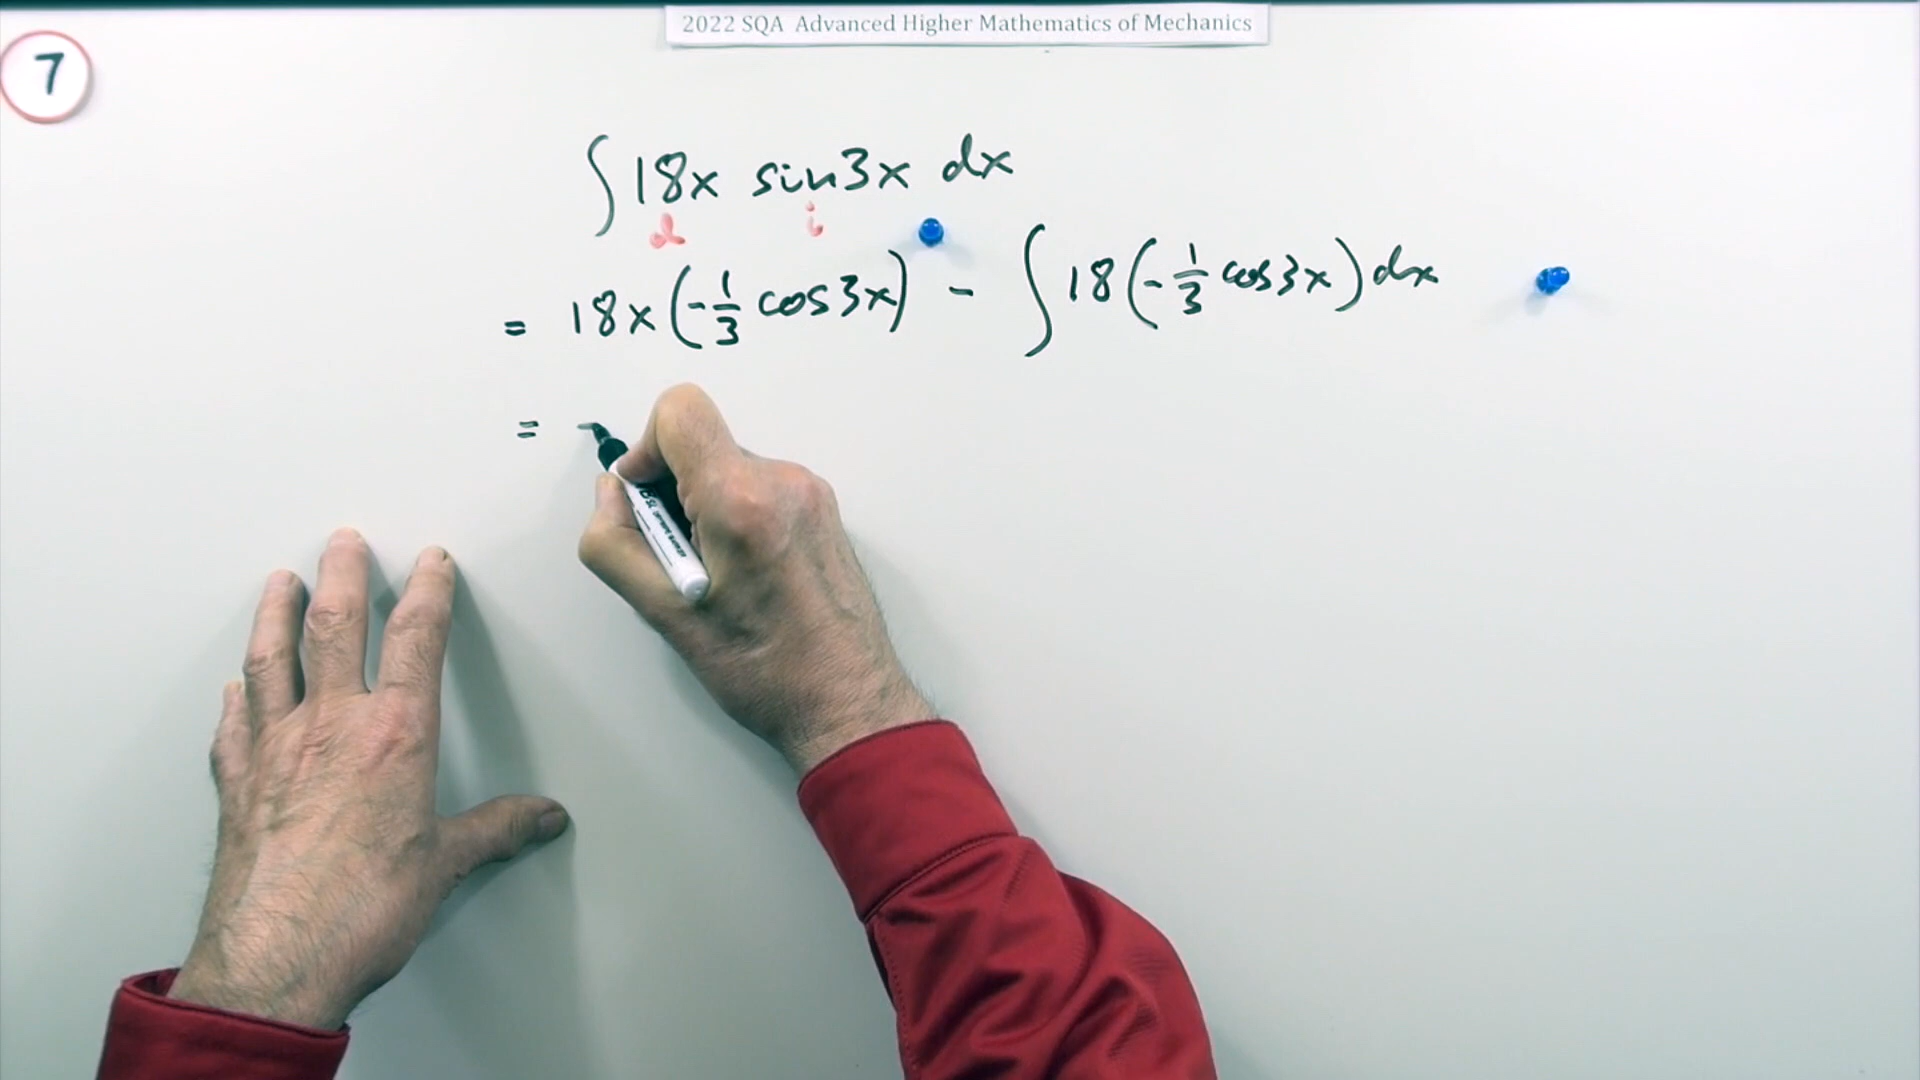 2022 SQA Advanced Higher Mathematics of Mechanics
7
∫ 18x sin3x dx
d i
= 18x(-1/3 cos3x) - ∫ 18(-1/3 cos3x)dx
= -